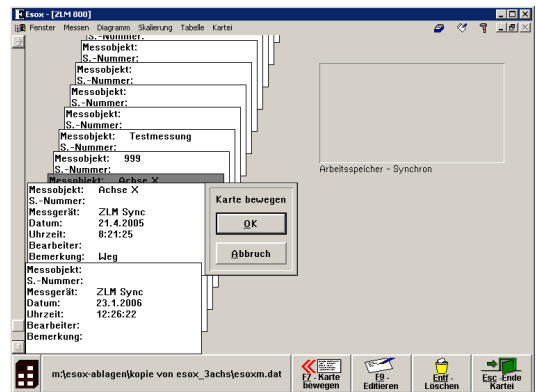 Esox - [ZLM 800]
Fenster Messen Diagramm Skalierung Tabelle Kartei
S.-Nummer:
Messobjekt:
S.-Nummer:
Messobjekt:
S.-Nummer:
Messobjekt:
S.-Nummer:
Messobjekt:
S.-Nummer:
Messobjekt: Testmessung
S.-Nummer:
Messobjekt: 999
S.-Nummer:
Messobjekt: Achse X
Messobjekt: Achse X
S.-Nummer:
Messgerät: ZLM Sync
Datum: 21.4.2005
Uhrzeit: 8:21:25
Bearbeiter:
Bemerkung: Weg
Messobjekt:
S.-Nummer:
Messgerät: ZLM Sync
Datum: 23.1.2006
Uhrzeit: 12:26:22
Bearbeiter:
Bemerkung:
Karte bewegen
OK
Abbruch
Arbeitsspeicher - Synchron
m:\esox-ablagen\kopie von esox_3achs\esoxm.dat
F7 - Karte bewegen
F9 - Editieren
Entf - Löschen
Esc -Ende Kartei